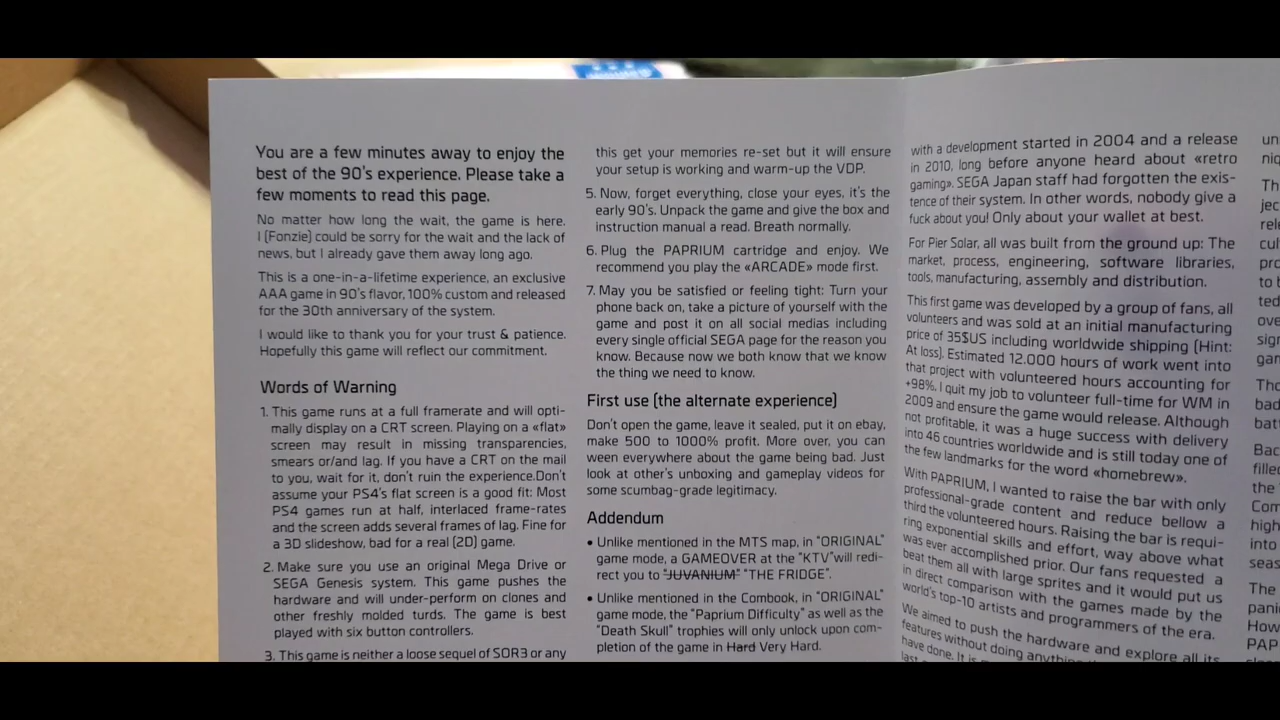 You are a few minutes away to enjoy the
best of the 90's experience. Please take a
few moments to read this page.
No matter how long the wait, the game is here.
I (Fonzie) could be sorry for the wait and the lack of
news, but I already gave them away long ago.
This is a one-in-a-lifetime experience, an exclusive
AAA game in 90's flavor, 100% custom and released
for the 30th anniversary of the system.
I would like to thank you for your trust & patience.
Hopefully this game will reflect our commitment.
Words of Warning
1. This game runs at a full framerate and will opti-
mally display on a CRT screen. Playing on a «flat»
screen may result in missing transparencies,
smears or/and lag. If you have a CRT on the mail
to you, wait for it, don't ruin the experience.Don't
assume your PS4's flat screen is a good fit: Most
PS4 games run at half, interlaced frame-rates
and the screen adds several frames of lag. Fine for
a 3D slideshow, bad for a real (2D) game.
2. Make sure you use an original Mega Drive or
SEGA Genesis system. This game pushes the
hardware and will under-perform on clones and
other freshly molded turds. The game is best
played with six button controllers.
3. This game is neither a loose sequel of SOR3 or any
this get your memories re-set but it will ensure
your setup is working and warm-up the VDP.
5. Now, forget everything, close your eyes, it's the
early 90's. Unpack the game and give the box and
instruction manual a read. Breath normally.
6. Plug the PAPRIUM cartridge and enjoy. We
recommend you play the «ARCADE» mode first.
7. May you be satisfied or feeling tight: Turn your
phone back on, take a picture of yourself with the
game and post it on all social medias including
every single official SEGA page for the reason you
know. Because now we both know that we know
the thing we need to know.
First use (the alternate experience)
Don't open the game, leave it sealed, put it on ebay,
make 500 to 1000% profit. More over, you can
ween everywhere about the game being bad. Just
look at other's unboxing and gameplay videos for
some scumbag-grade legitimacy.
Addendum
• Unlike mentioned in the MTS map, in "ORIGINAL"
game mode, a GAMEOVER at the "KTV"will redi-
rect you to "JUVANIUM" "THE FRIDGE".
• Unlike mentioned in the Combook, in "ORIGINAL"
game mode, the "Paprium Difficulty" as well as the
"Death Skull" trophies will only unlock upon com-
pletion of the game in Hard Very Hard.
with a development started in 2004 and a release
in 2010, long before anyone heard about «retro
gaming». SEGA Japan staff had forgotten the exis-
tence of their system. In other words, nobody give a
fuck about you! Only about your wallet at best.
For Pier Solar, all was built from the ground up: The
market, process, engineering, software libraries,
tools, manufacturing, assembly and distribution.
This first game was developed by a group of fans, all
volunteers and was sold at an initial manufacturing
price of 35$US including worldwide shipping (Hint:
At loss). Estimated 12.000 hours of work went into
that project with volunteered hours accounting for
+98%. I quit my job to volunteer full-time for WM in
2009 and ensure the game would release. Although
not profitable, it was a huge success with delivery
into 46 countries worldwide and is still today one of
the few landmarks for the word «homebrew».
With PAPRIUM, I wanted to raise the bar with only
professional-grade content and reduce bellow a
third the volunteered hours. Raising the bar is requi-
ring exponential skills and effort, way above what
was ever accomplished prior. Our fans requested a
beat them all with large sprites and it would put us
in direct comparison with the games made by the
world's top-10 artists and programmers of the era.
We aimed to push the hardware and explore all its
features without doing anything
have done. It is
last
un
niq
Th
jec
rel
cul
pro
to b
ted
ove
sign
gan
Tho
bad
bat
Bac
fille
the
Com
high
into
seas
The
pani
How
PAP